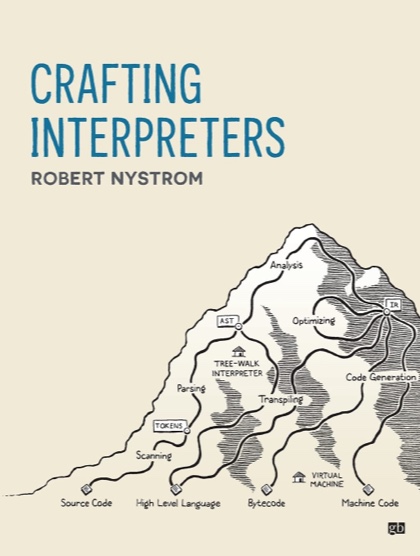 CRAFTING
INTERPRETERS
ROBERT NYSTROM
Analysis
IR
AST
Optimizing
TREE-WALK
INTERPRETER
Code Generation
Parsing
Transpiling
TOKENS
Scanning
VIRTUAL
MACHINE
Source Code
High Level Language
Bytecode
Machine Code
gb